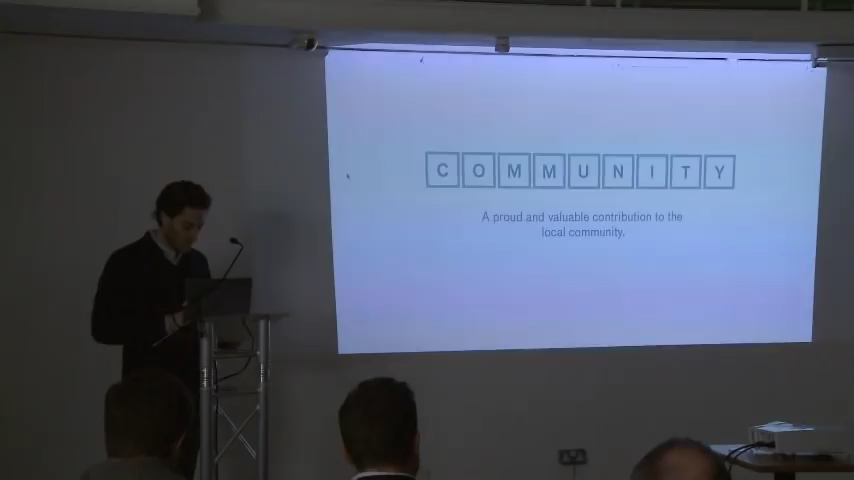 COMMUNITY
A proud and valuable contribution to the
local community.